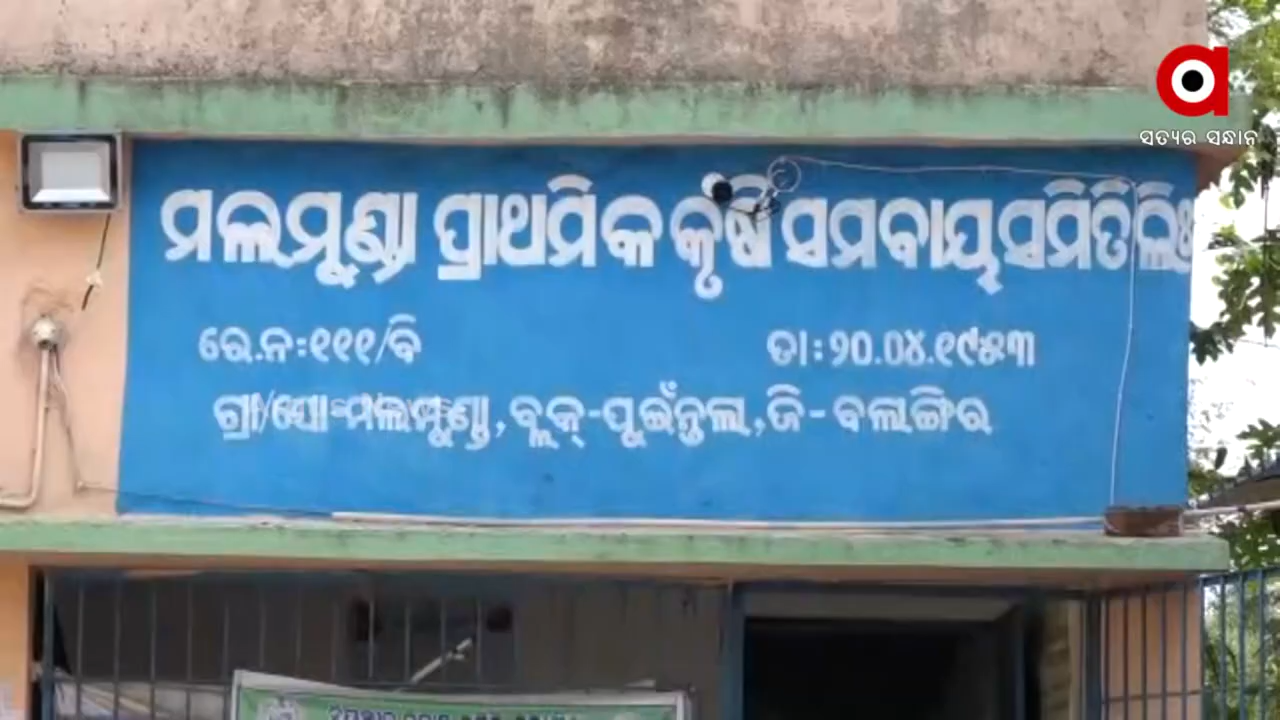 ସତ୍ୟର ସନ୍ଧାନ
ମଲମୁଣ୍ଡା ପ୍ରାଥମିକ କୃଷି ସମବାୟ ସମିତି ଲିଃ
ରେ.ନଂ:୧୧୧/ବି ତା:୨୦.୦୪.୧୯୫୩
ଗ୍ରା/ପୋ-ମଲମୁଣ୍ଡା,ବ୍ଲକ୍-ପୁଇଁନ୍ତଲା,ଜି-ବଲାଙ୍ଗିର